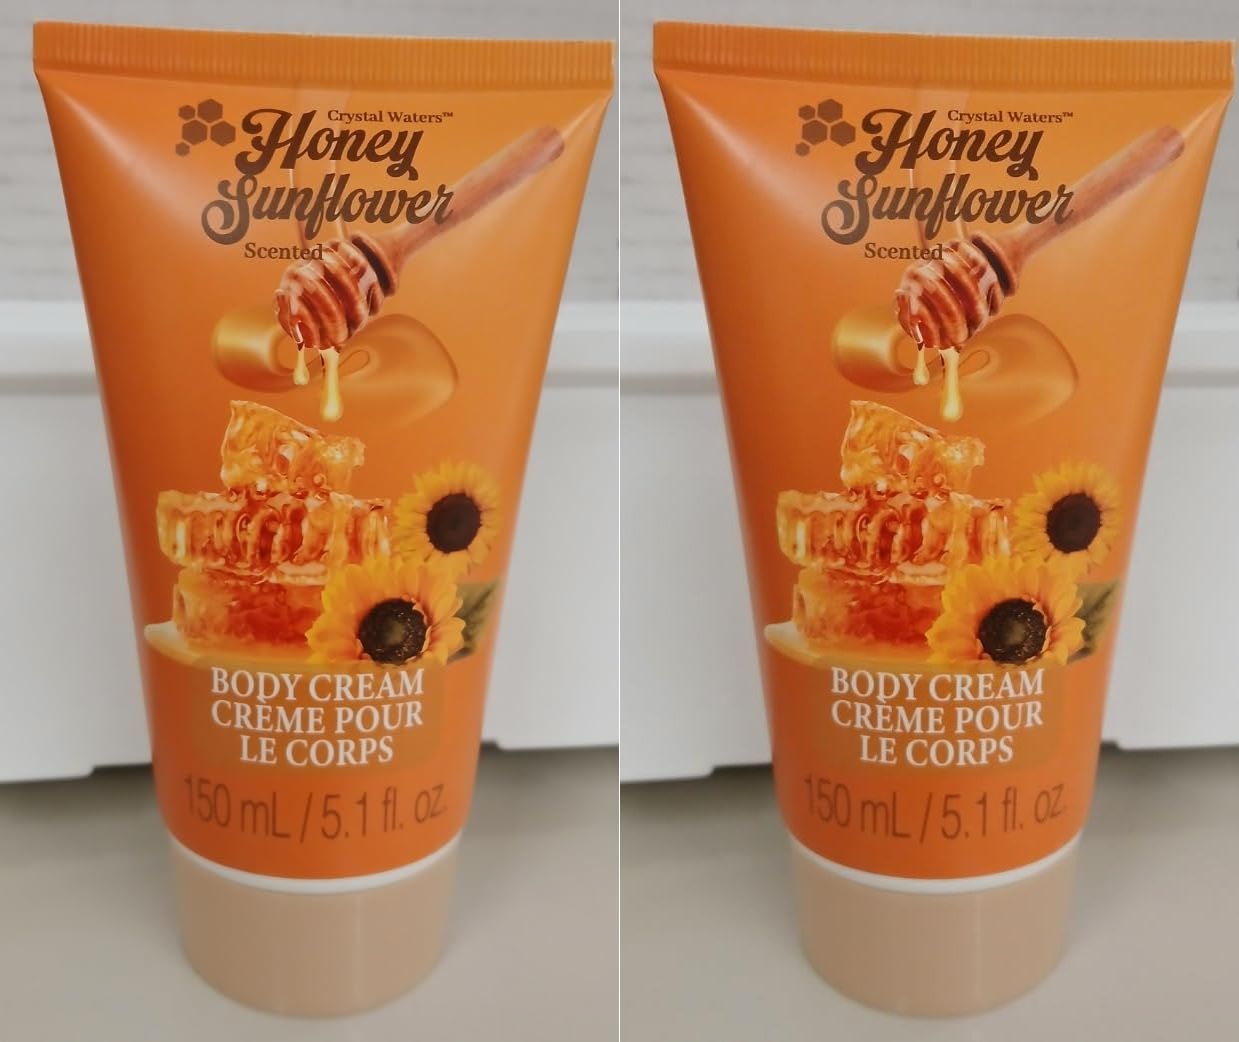 Crystal Waters™
Honey
Sunflower
Scented
BODY CREAM
CRÈME POUR
LE CORPS
150 mL / 5.1 fl. oz.
Crystal Waters™
Honey
Sunflower
Scented
BODY CREAM
CRÈME POUR
LE CORPS
150 mL / 5.1 fl. oz.